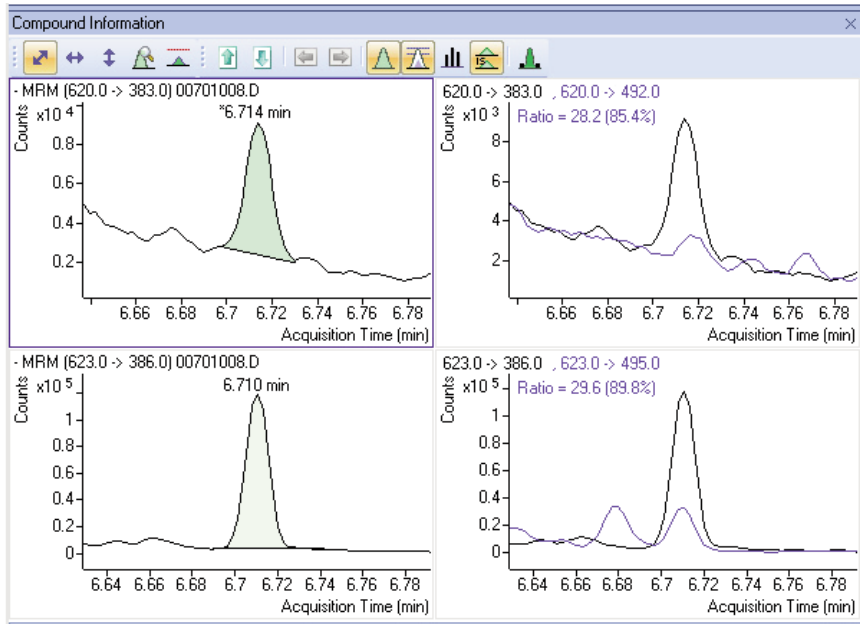 Compound Information
IS
- MRM (620.0 -> 383.0) 00701008.D
x10 4
*6.714 min
Counts
0.8-
0.6-
0.4-
0.2-
6.66 6.68 6.7 6.72 6.74 6.76 6.78
Acquisition Time (min)
620.0 -> 383.0 , 620.0 -> 492.0
x10 3
Ratio = 28.2 (85.4%)
Counts
8-
6-
4-
2-
6.66 6.68 6.7 6.72 6.74 6.76 6.78
Acquisition Time (min)
- MRM (623.0 -> 386.0) 00701008.D
x10 5
6.710 min
Counts
1-
0.8-
0.6-
0.4-
0.2-
0-
6.64 6.66 6.68 6.7 6.72 6.74 6.76 6.78
Acquisition Time (min)
623.0 -> 386.0 , 623.0 -> 495.0
x10 5
Ratio = 29.6 (89.8%)
Counts
1-
0.8-
0.6-
0.4-
0.2-
0-
6.64 6.66 6.68 6.7 6.72 6.74 6.76 6.78
Acquisition Time (min)